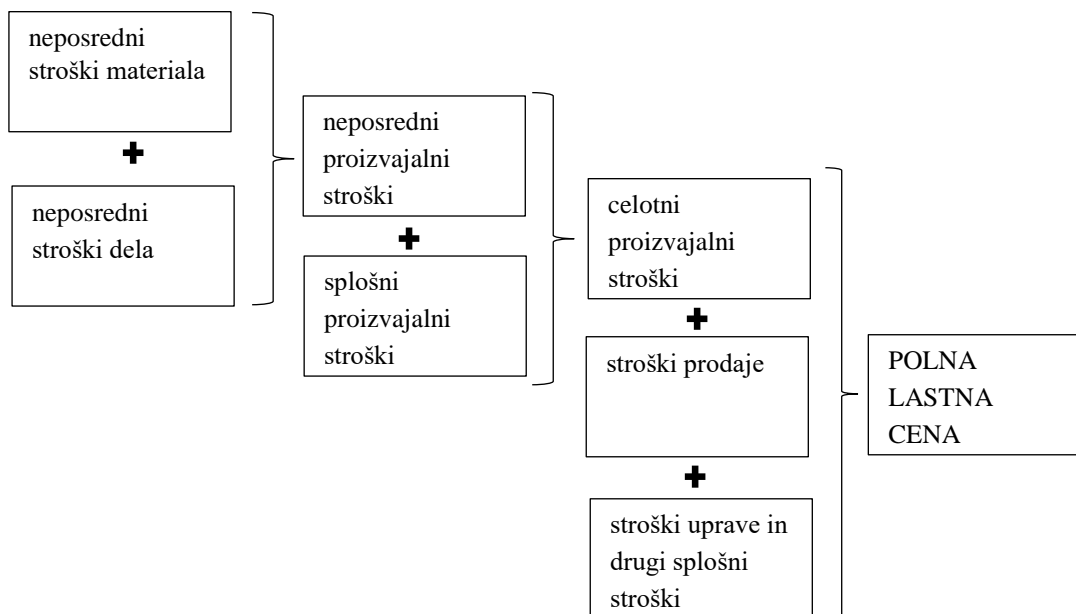 neposredni
stroški materiala
✚
neposredni
stroški dela
neposredni
proizvajalni
stroški
✚
splošni
proizvajalni
stroški
celotni
proizvajalni
stroški
✚
stroški prodaje
✚
stroški uprave in
drugi splošni
stroški
POLNA
LASTNA
CENA